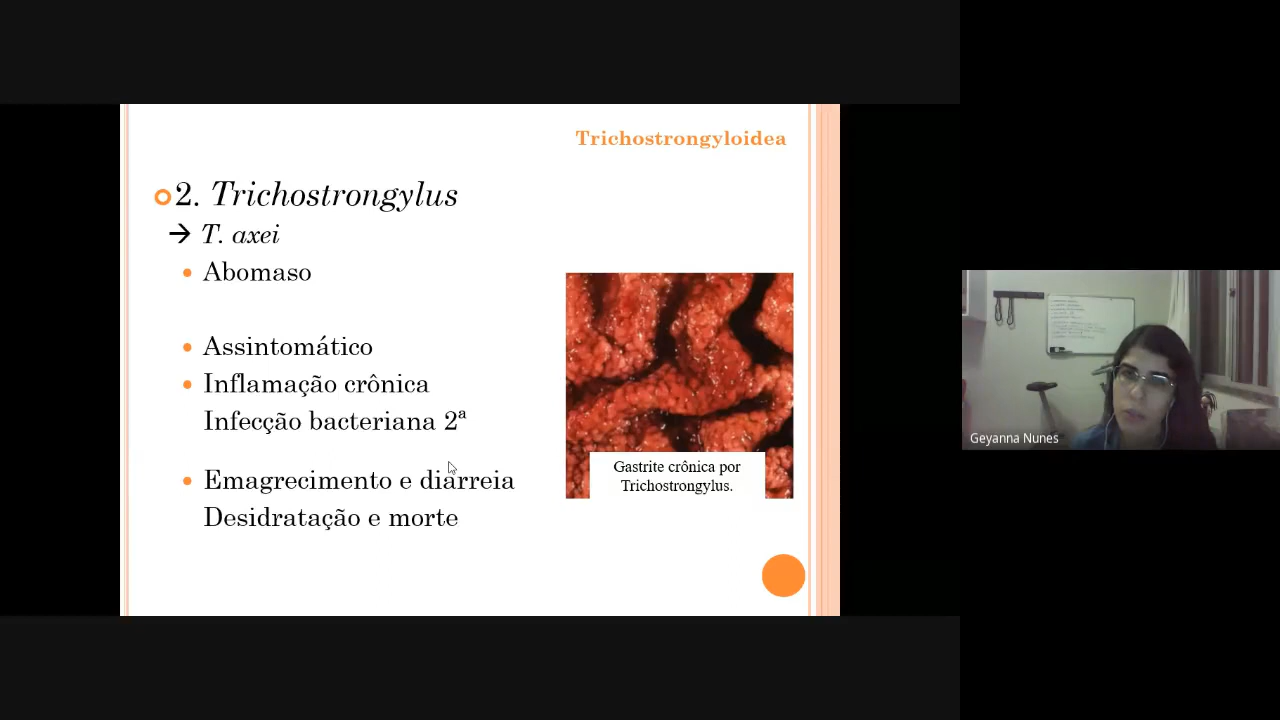 Trichostrongyloidea
2. Trichostrongylus
→ T. axei
Abomaso
Assintomático
Inflamação crônica
Infecção bacteriana 2ª
Emagrecimento e diarreia
Desidratação e morte
Gastrite crônica por
Trichostrongylus.
Geyanna Nunes